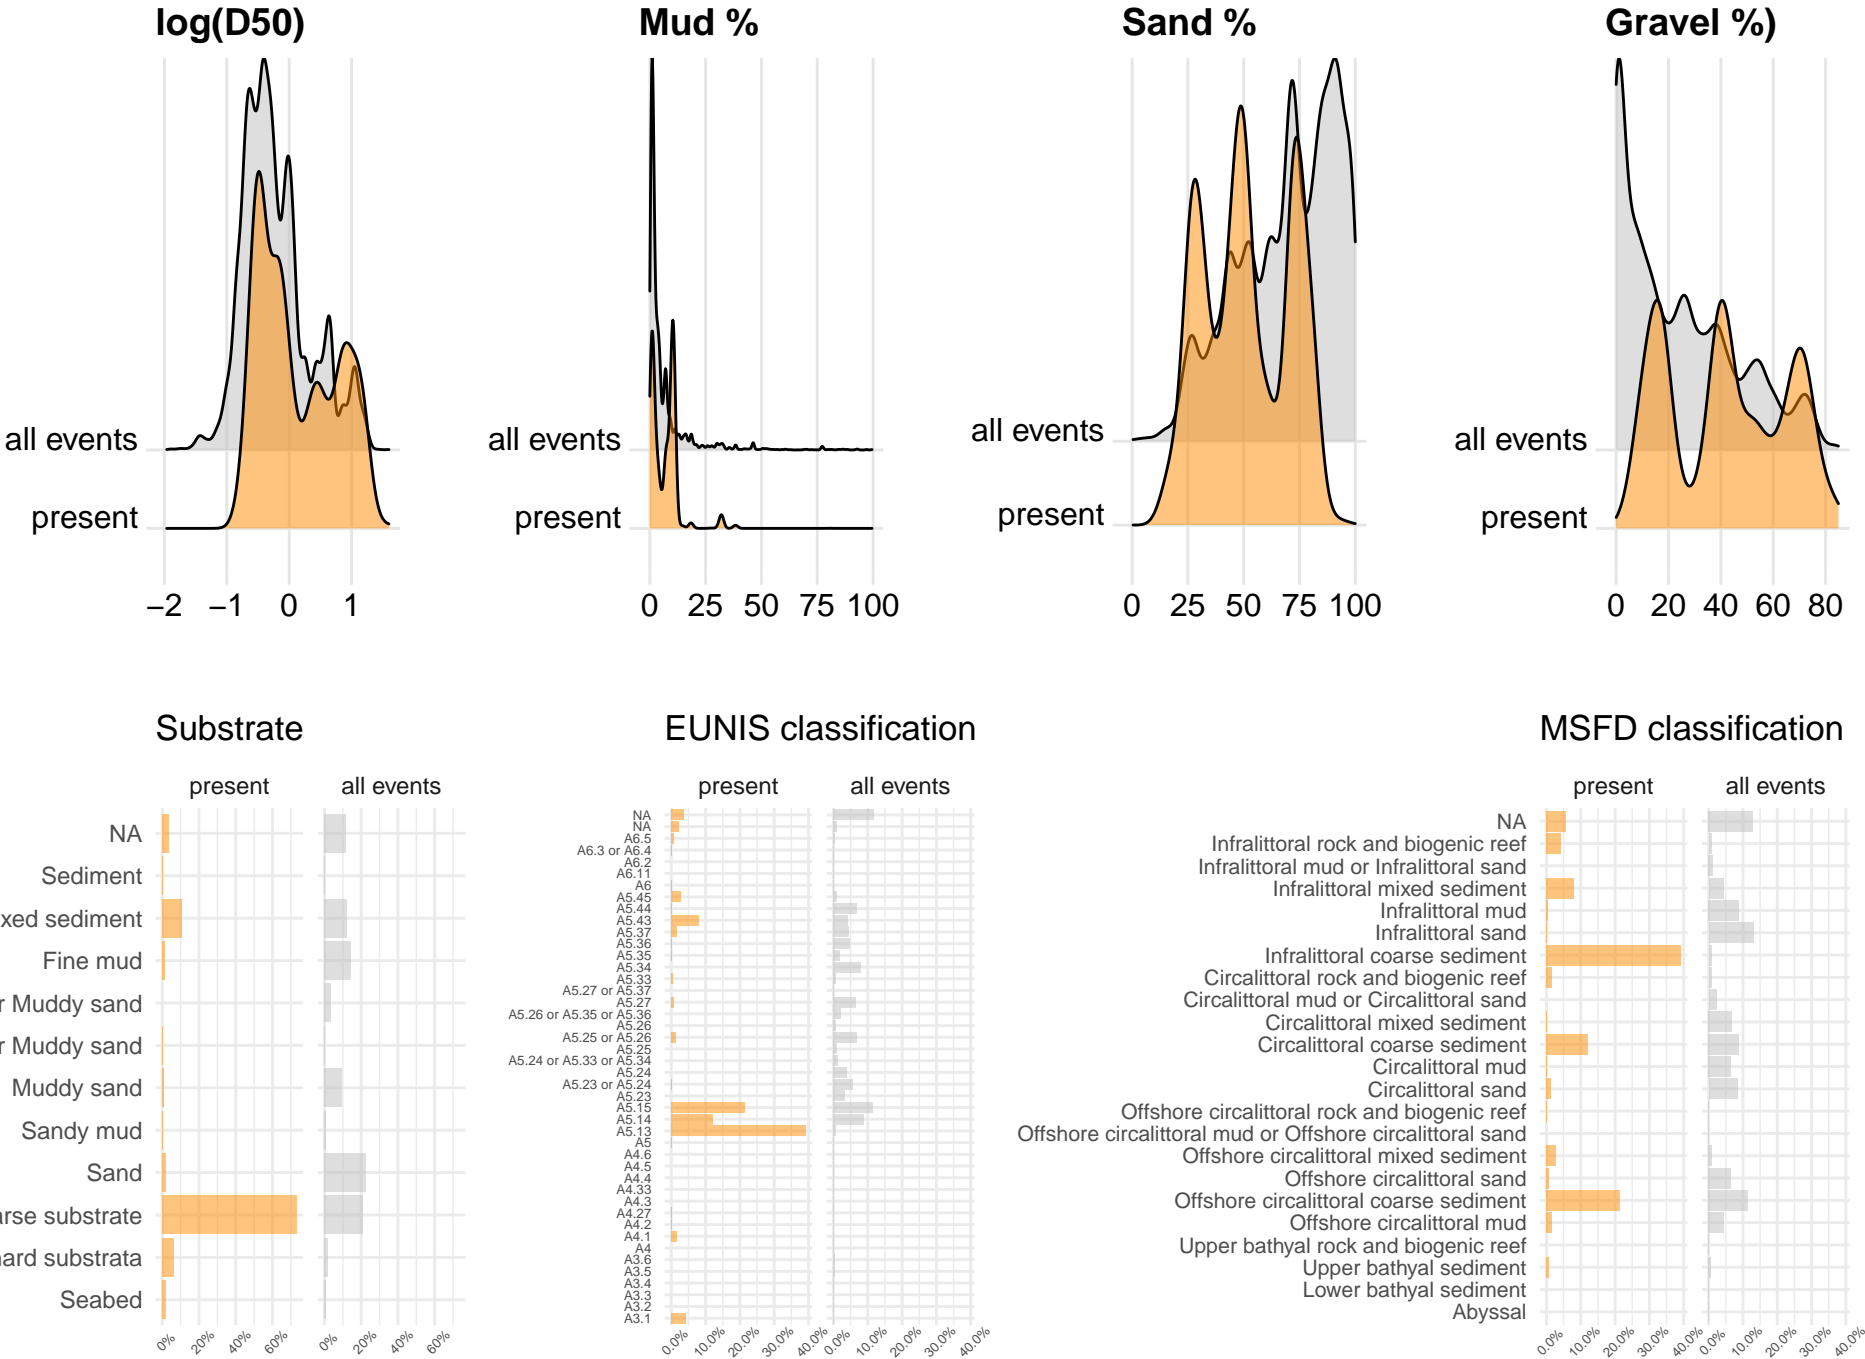 log(D50)
Mud %
Sand %
Gravel %)
all events
present
−2 −1 0 1
all events
present
0 25 50 75 100
all events
present
0 25 50 75 100
all events
present
0 20 40 60 80
Substrate
present all events
NA
Sediment
xed sediment
Fine mud
r Muddy sand
r Muddy sand
Muddy sand
Sandy mud
Sand
arse substrate
hard substrata
Seabed
0% 20% 40% 60% 0% 20% 40% 60%
EUNIS classification
present all events
NA
NA
A6.5
A6.3 or A6.4
A6.2
A6.11
A6
A5.45
A5.44
A5.43
A5.37
A5.36
A5.35
A5.34
A5.33
A5.27 or A5.37
A5.27
A5.26 or A5.35 or A5.36
A5.26
A5.25 or A5.26
A5.25
A5.24 or A5.33 or A5.34
A5.24
A5.23 or A5.24
A5.23
A5.15
A5.14
A5.13
A5
A4.6
A4.5
A4.4
A4.33
A4.3
A4.27
A4.2
A4.1
A4
A3.6
A3.5
A3.4
A3.3
A3.2
A3.1
0.0% 10.0% 20.0% 30.0% 40.0% 0.0% 10.0% 20.0% 30.0% 40.0%
MSFD classification
present all events
NA
Infralittoral rock and biogenic reef
Infralittoral mud or Infralittoral sand
Infralittoral mixed sediment
Infralittoral mud
Infralittoral sand
Infralittoral coarse sediment
Circalittoral rock and biogenic reef
Circalittoral mud or Circalittoral sand
Circalittoral mixed sediment
Circalittoral coarse sediment
Circalittoral mud
Circalittoral sand
Offshore circalittoral rock and biogenic reef
Offshore circalittoral mud or Offshore circalittoral sand
Offshore circalittoral mixed sediment
Offshore circalittoral sand
Offshore circalittoral coarse sediment
Offshore circalittoral mud
Upper bathyal rock and biogenic reef
Upper bathyal sediment
Lower bathyal sediment
Abyssal
0.0% 10.0% 20.0% 30.0% 40.0% 0.0% 10.0% 20.0% 30.0% 40.0%